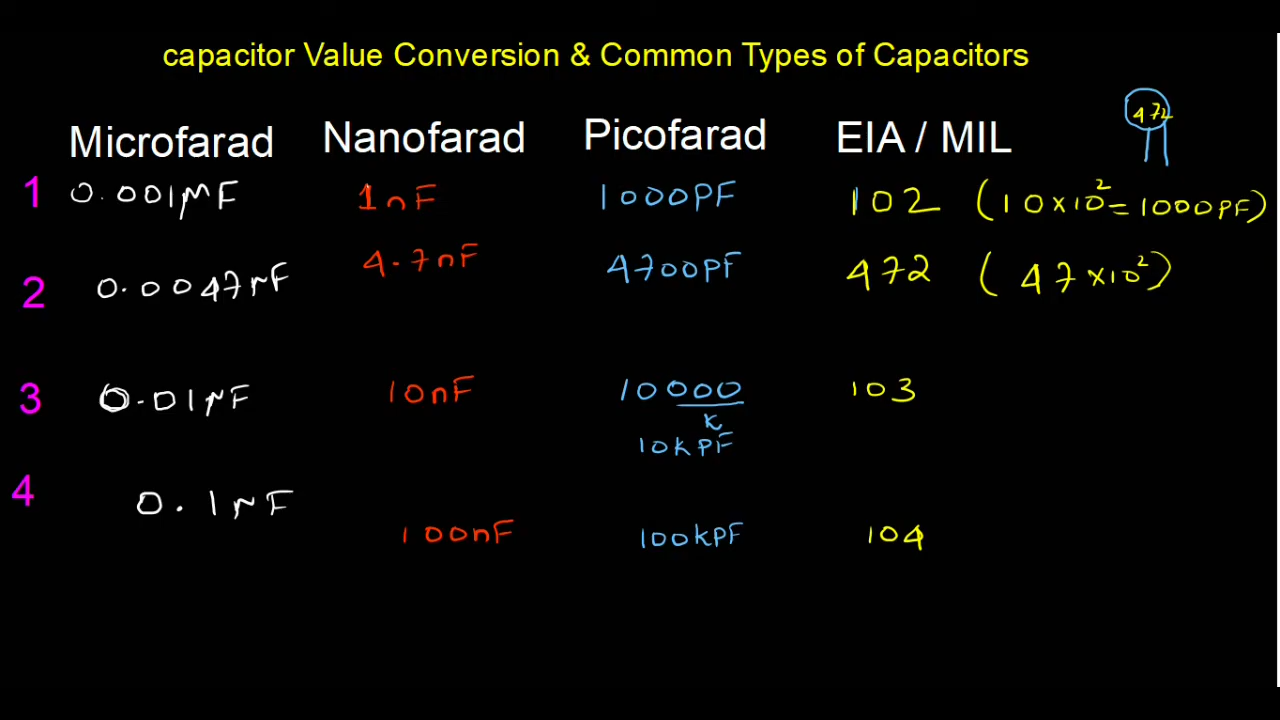 capacitor Value Conversion & Common Types of Capacitors
472
Microfarad Nanofarad Picofarad EIA / MIL
1 0.001μF 1nF 1000PF 102 (10×10²=1000PF)
2 0.0047μF 4.7nF 4700PF 472 (47×10²)
3 0.01μF 10nF 10000 103
K
10KPF
4 0.1μF
100nF 100KPF 104